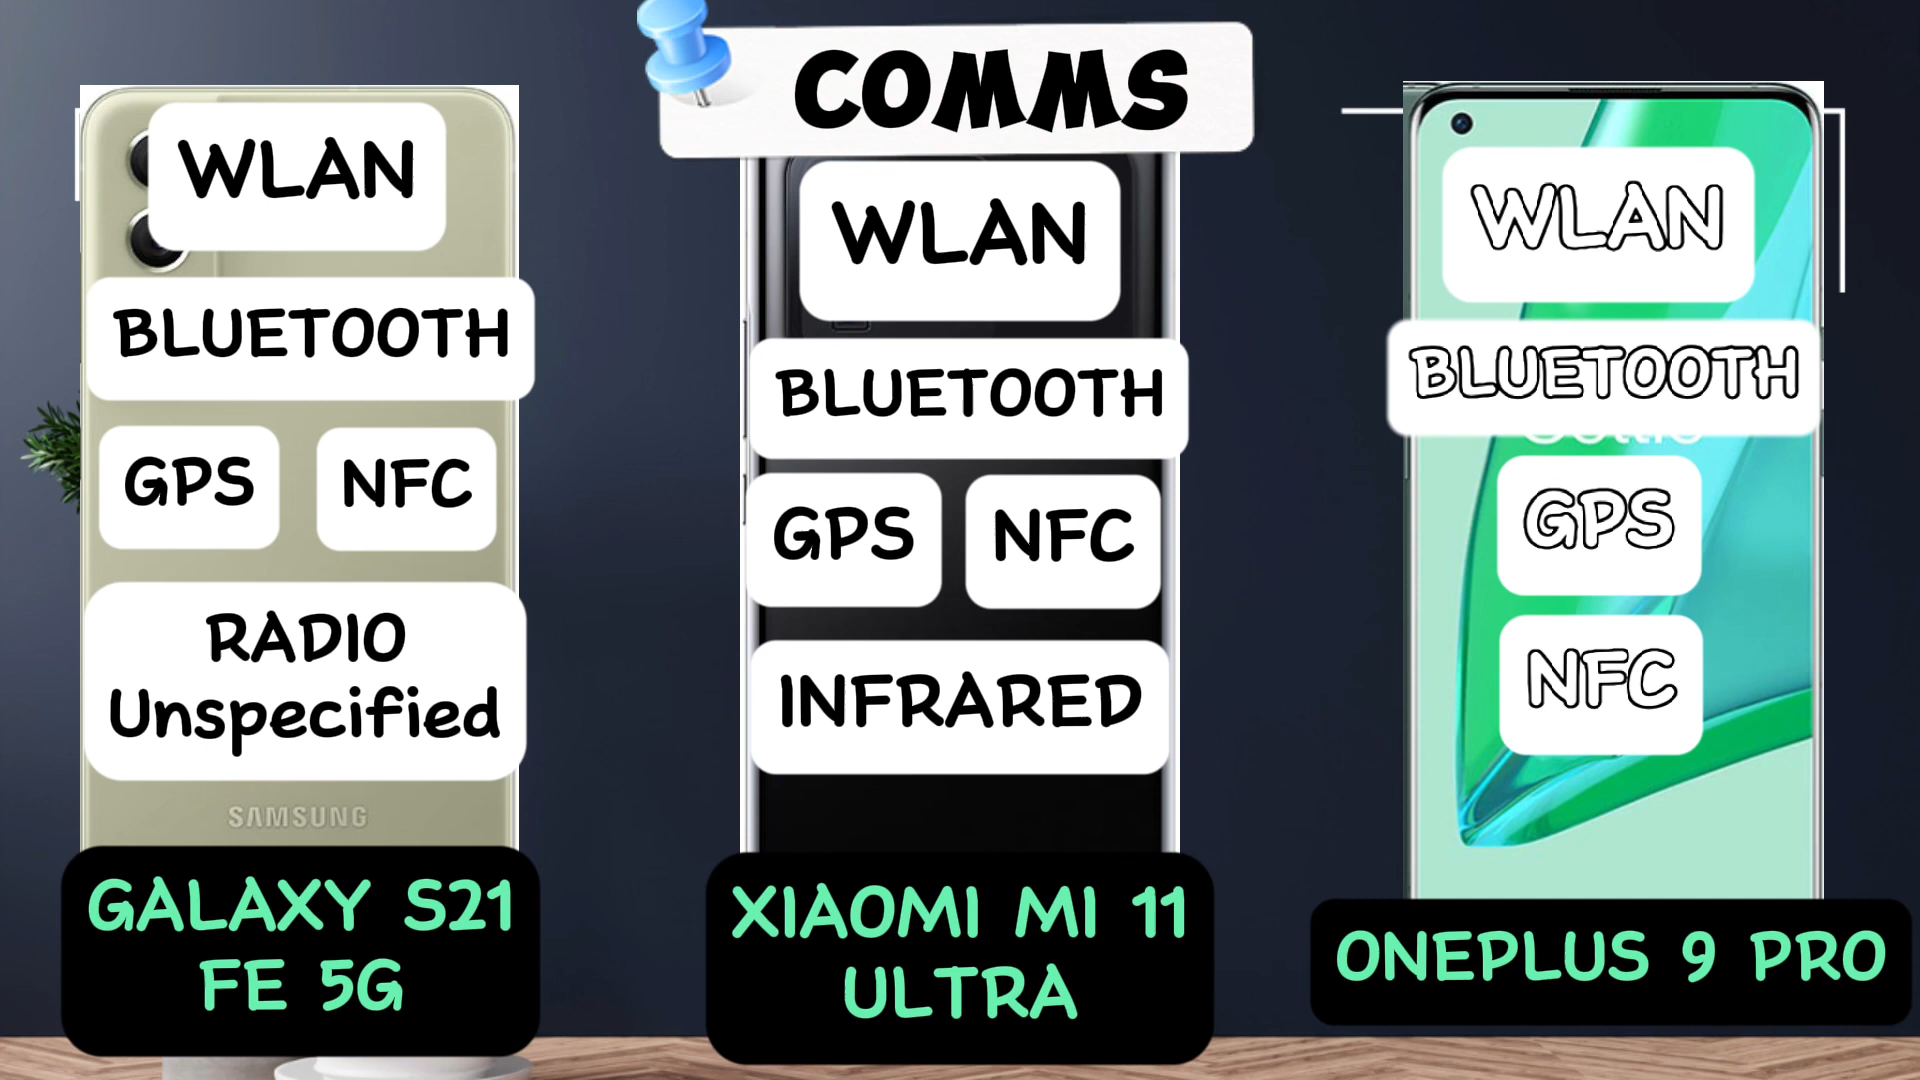 COMMS
WLAN
BLUETOOTH
GPS NFC
RADIO
Unspecified
SAMSUNG
GALAXY S21
FE 5G
WLAN
BLUETOOTH
GPS NFC
INFRARED
XIAOMI MI 11
ULTRA
WLAN
BLUETOOTH
GPS
NFC
ONEPLUS 9 PRO